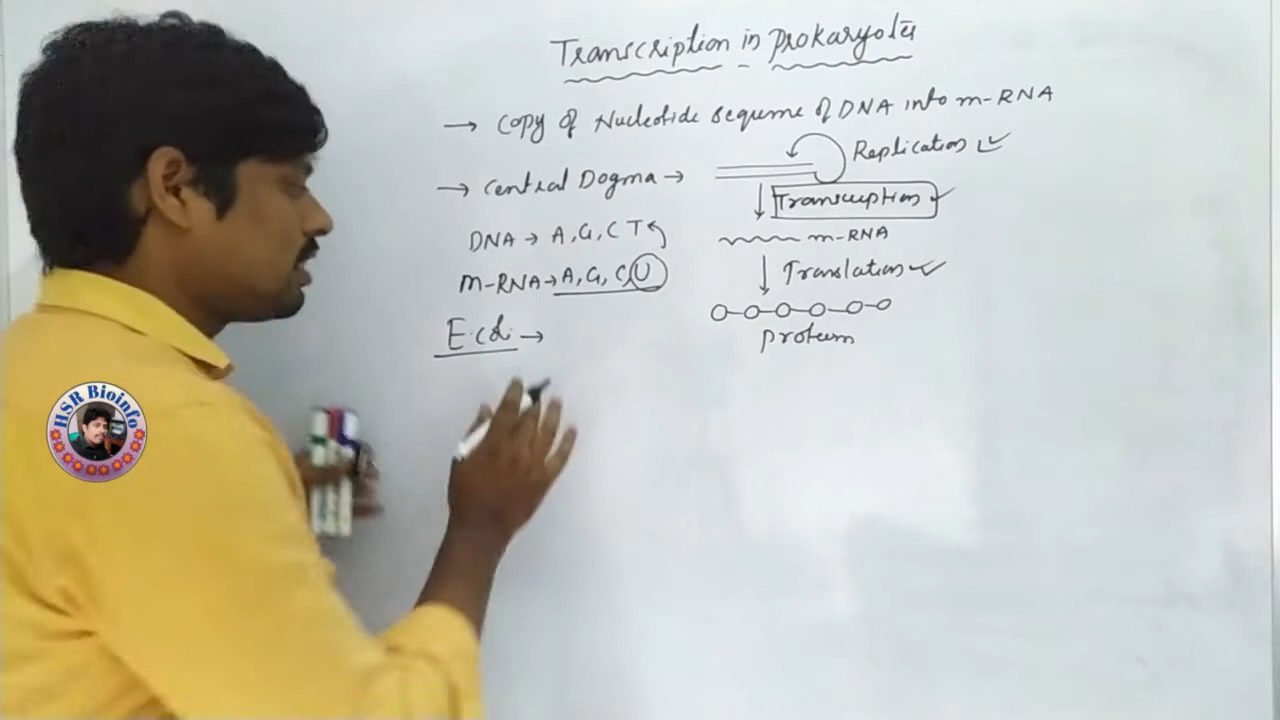 Transcription in Prokaryotes
→ Copy of Nucleotide sequence of DNA into m-RNA
→ Central Dogma →
Replication
Transcription
DNA → A, G, C T
m-RNA
m-RNA → A, G, C, U
Translation
E.coli →
protein
HSR Bioinfo